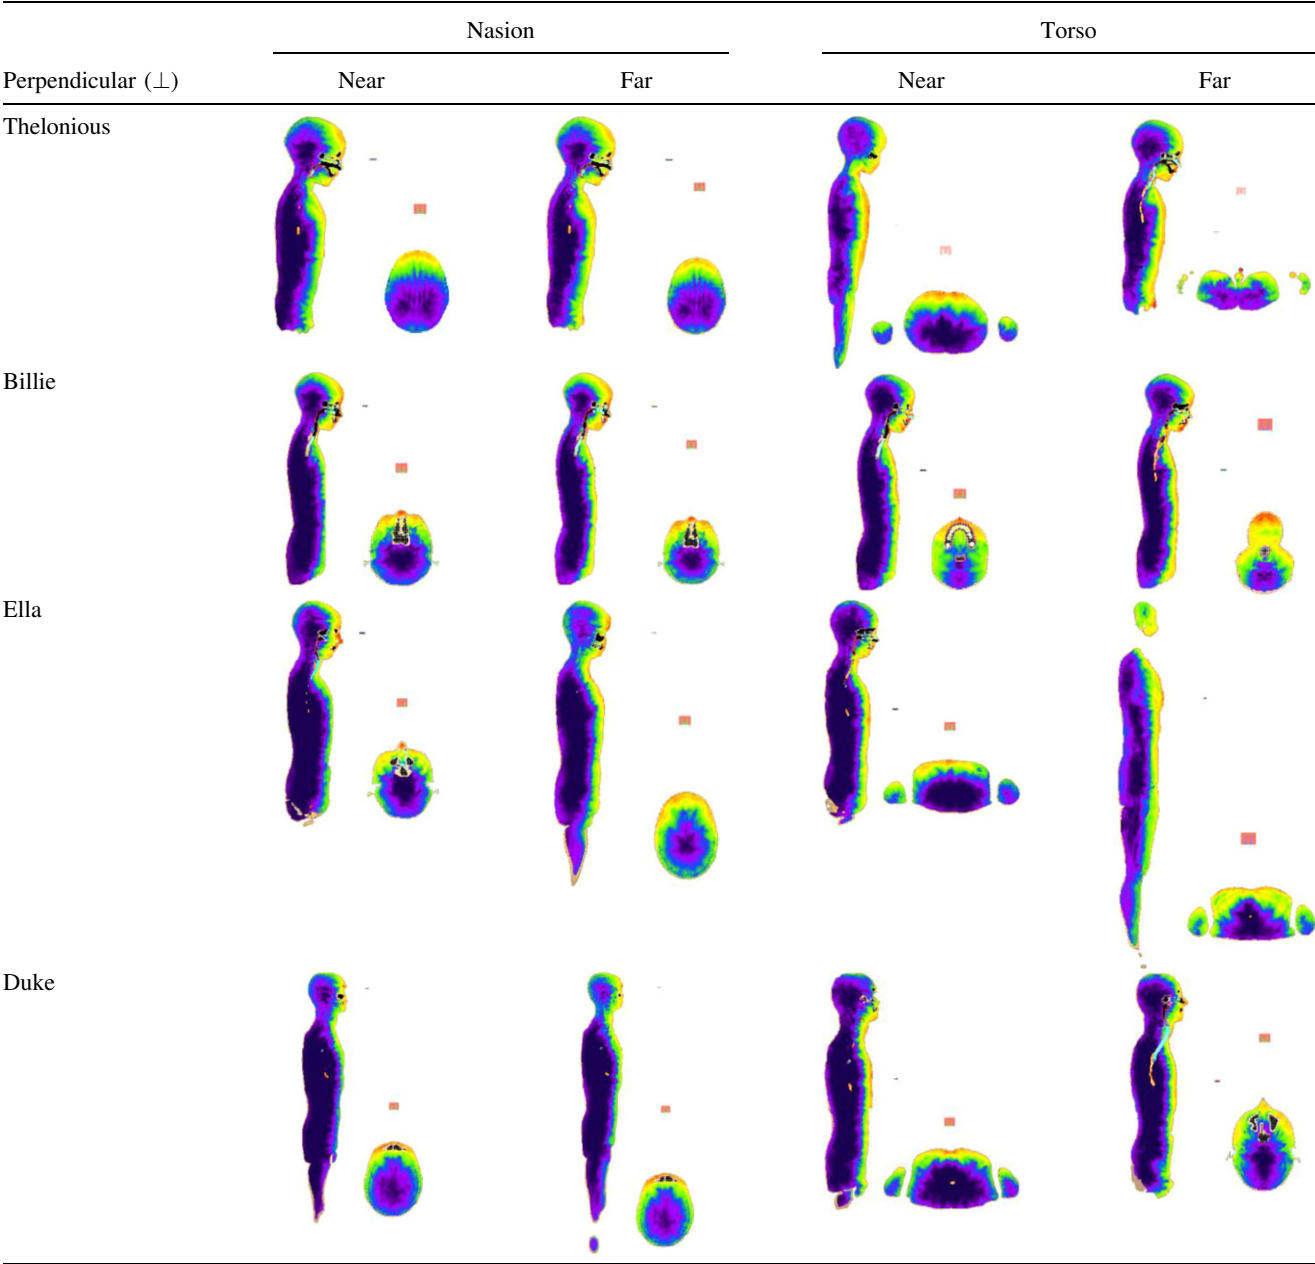 Nasion Torso
Perpendicular (⊥) Near Far Near Far
Thelonious
Billie
Ella
Duke